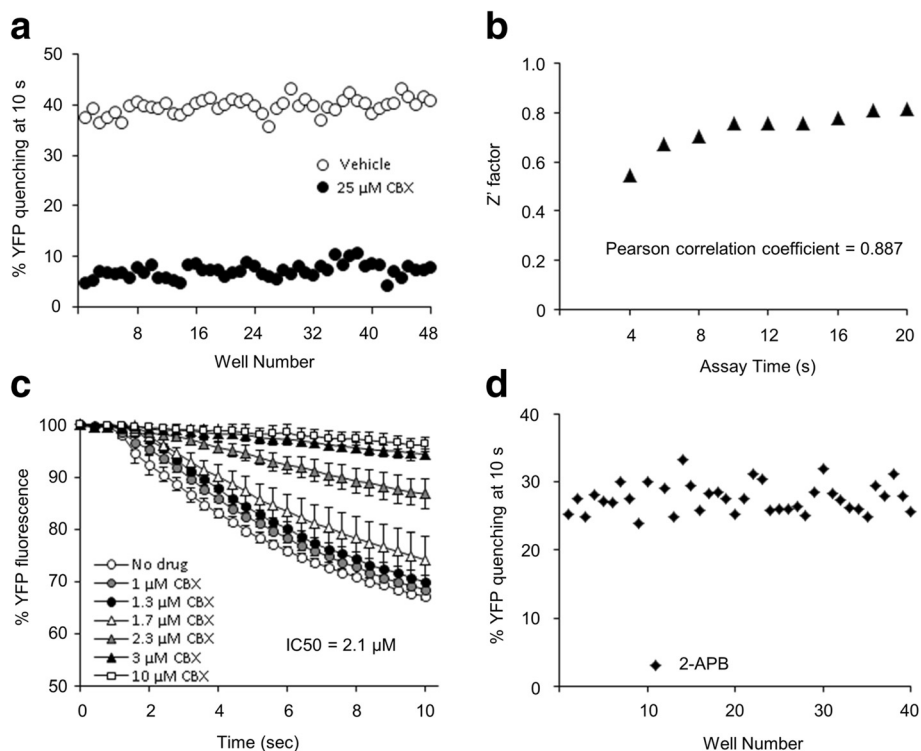 a
50
40
30
20
10
0
% YFP quenching at 10 s
Vehicle
25 µM CBX
8 16 24 32 40 48
Well Number
b
1.0
0.8
0.6
0.4
0.2
0
Z' factor
Pearson correlation coefficient = 0.887
4 8 12 16 20
Assay Time (s)
c
100
90
80
70
60
50
% YFP fluorescence
No drug
1 µM CBX
1.3 µM CBX
1.7 µM CBX
2.3 µM CBX
3 µM CBX
10 µM CBX
IC50 = 2.1 µM
0 2 4 6 8 10
Time (sec)
d
40
30
20
10
0
% YFP quenching at 10 s
2-APB
10 20 30 40
Well Number